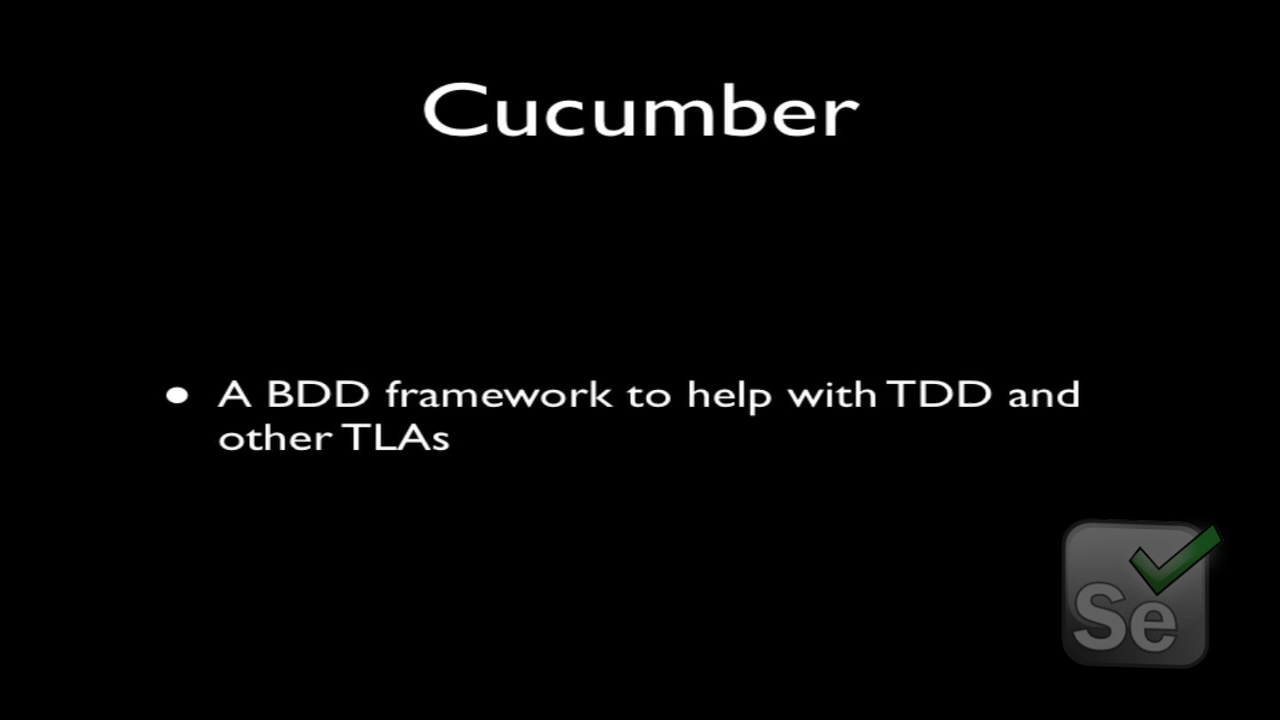 Cucumber
• A BDD framework to help with TDD and
other TLAs
Se